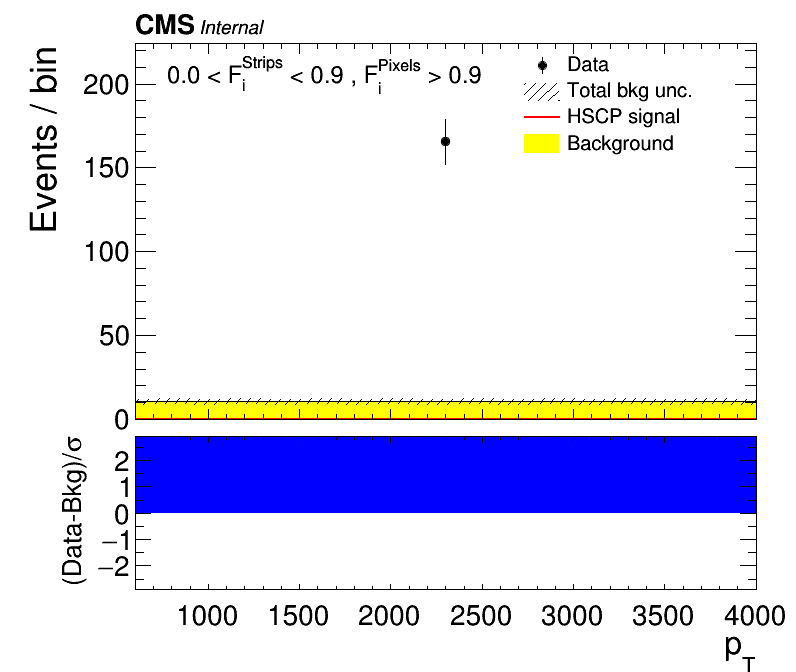 CMS Internal
0.0 < F_i^Strips < 0.9 , F_i^Pixels > 0.9
Data
Total bkg unc.
HSCP signal
Background
Events / bin
200
150
100
50
0
(Data-Bkg)/σ
2
1
0
−1
−2
1000 1500 2000 2500 3000 3500 4000
p_T